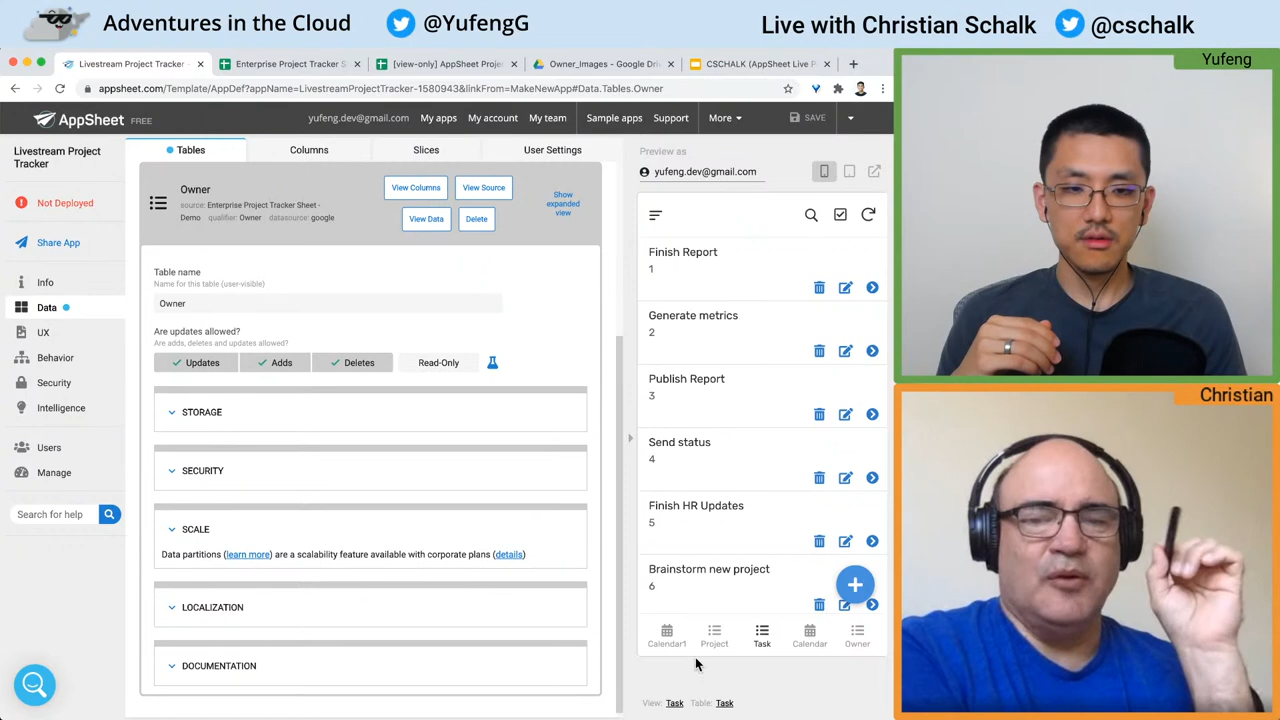 Adventures in the Cloud
@YufengG
Live with Christian Schalk
@cschalk
Livestream Project Tracker -
Enterprise Project Tracker S
[view-only] AppSheet Proje
Owner_Images - Google Dri
CSCHALK (AppSheet Live P
appsheet.com/Template/AppDef?appName=LivestreamProjectTracker-1580943&linkFrom=MakeNewApp#Data.Tables.Owner
AppSheet FREE
yufeng.dev@gmail.com
My apps
My account
My team
Sample apps
Support
More
SAVE
Livestream Project
Tracker
Not Deployed
Share App
Info
Data
UX
Behavior
Security
Intelligence
Users
Manage
Search for help
Tables
Columns
Slices
User Settings
Owner
source: Enterprise Project Tracker Sheet -
Demo qualifier: Owner datasource: google
View Columns
View Source
View Data
Delete
Show
expanded
view
Table name
Name for this table (user-visible)
Owner
Are updates allowed?
Are adds, deletes and updates allowed?
Updates
Adds
Deletes
Read-Only
STORAGE
SECURITY
SCALE
Data partitions (learn more) are a scalability feature available with corporate plans (details)
LOCALIZATION
DOCUMENTATION
Preview as
yufeng.dev@gmail.com
Finish Report
1
Generate metrics
2
Publish Report
3
Send status
4
Finish HR Updates
5
Brainstorm new project
6
Calendar1
Project
Task
Calendar
Owner
View: Task Table: Task
Yufeng
Christian